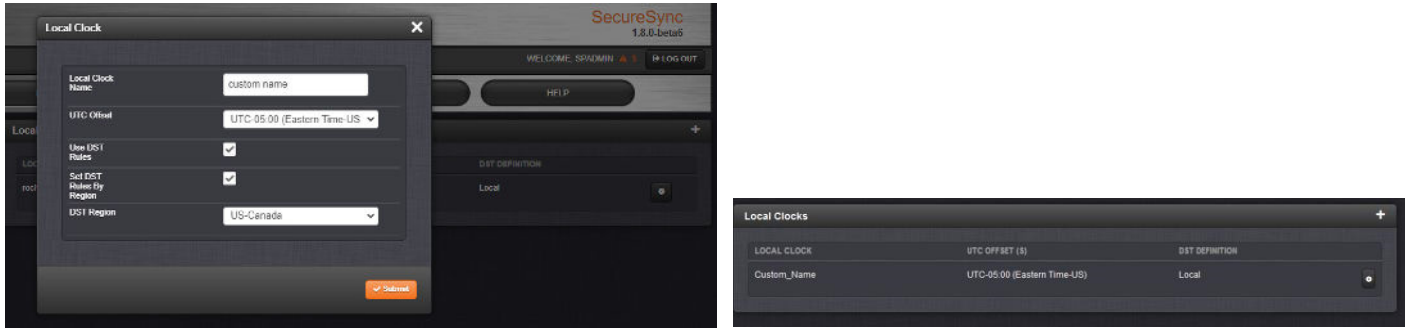 Local Clock
SecureSync
1.8.0-beta6
WELCOME, SPADMIN
LOG OUT
HELP
Local Clock
Name
custom name
UTC Offset
UTC-05:00 (Eastern Time-US
Use DST
Rules
Set DST
Rules By
Region
DST Region
US-Canada
Submit
Local
LOC
DST DEFINITION
roch
Local
Local Clocks
LOCAL CLOCK UTC OFFSET (S) DST DEFINITION
Custom_Name UTC-05:00 (Eastern Time-US) Local